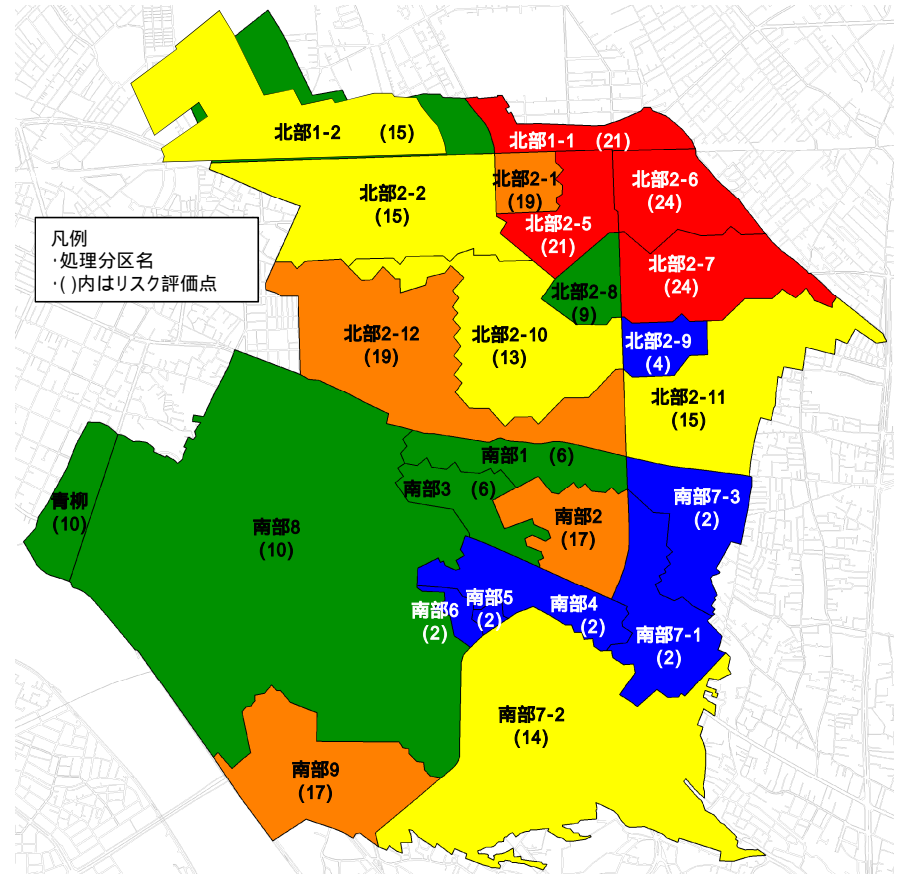 北部1-2 (15)
北部1-1 (21)
北部2-1
(19)
北部2-6
(24)
北部2-2
(15)
北部2-5
(21)
凡例
・処理分区名
・( )内はリスク評価点
北部2-7
(24)
北部2-8
(9)
北部2-12
(19)
北部2-10
(13)
北部2-9
(4)
北部2-11
(15)
南部1 (6)
南部3 (6)
青柳
(10)
南部8
(10)
南部2
(17)
南部7-3
(2)
南部6
(2)
南部5
(2)
南部4
(2)
南部7-1
(2)
南部7-2
(14)
南部9
(17)